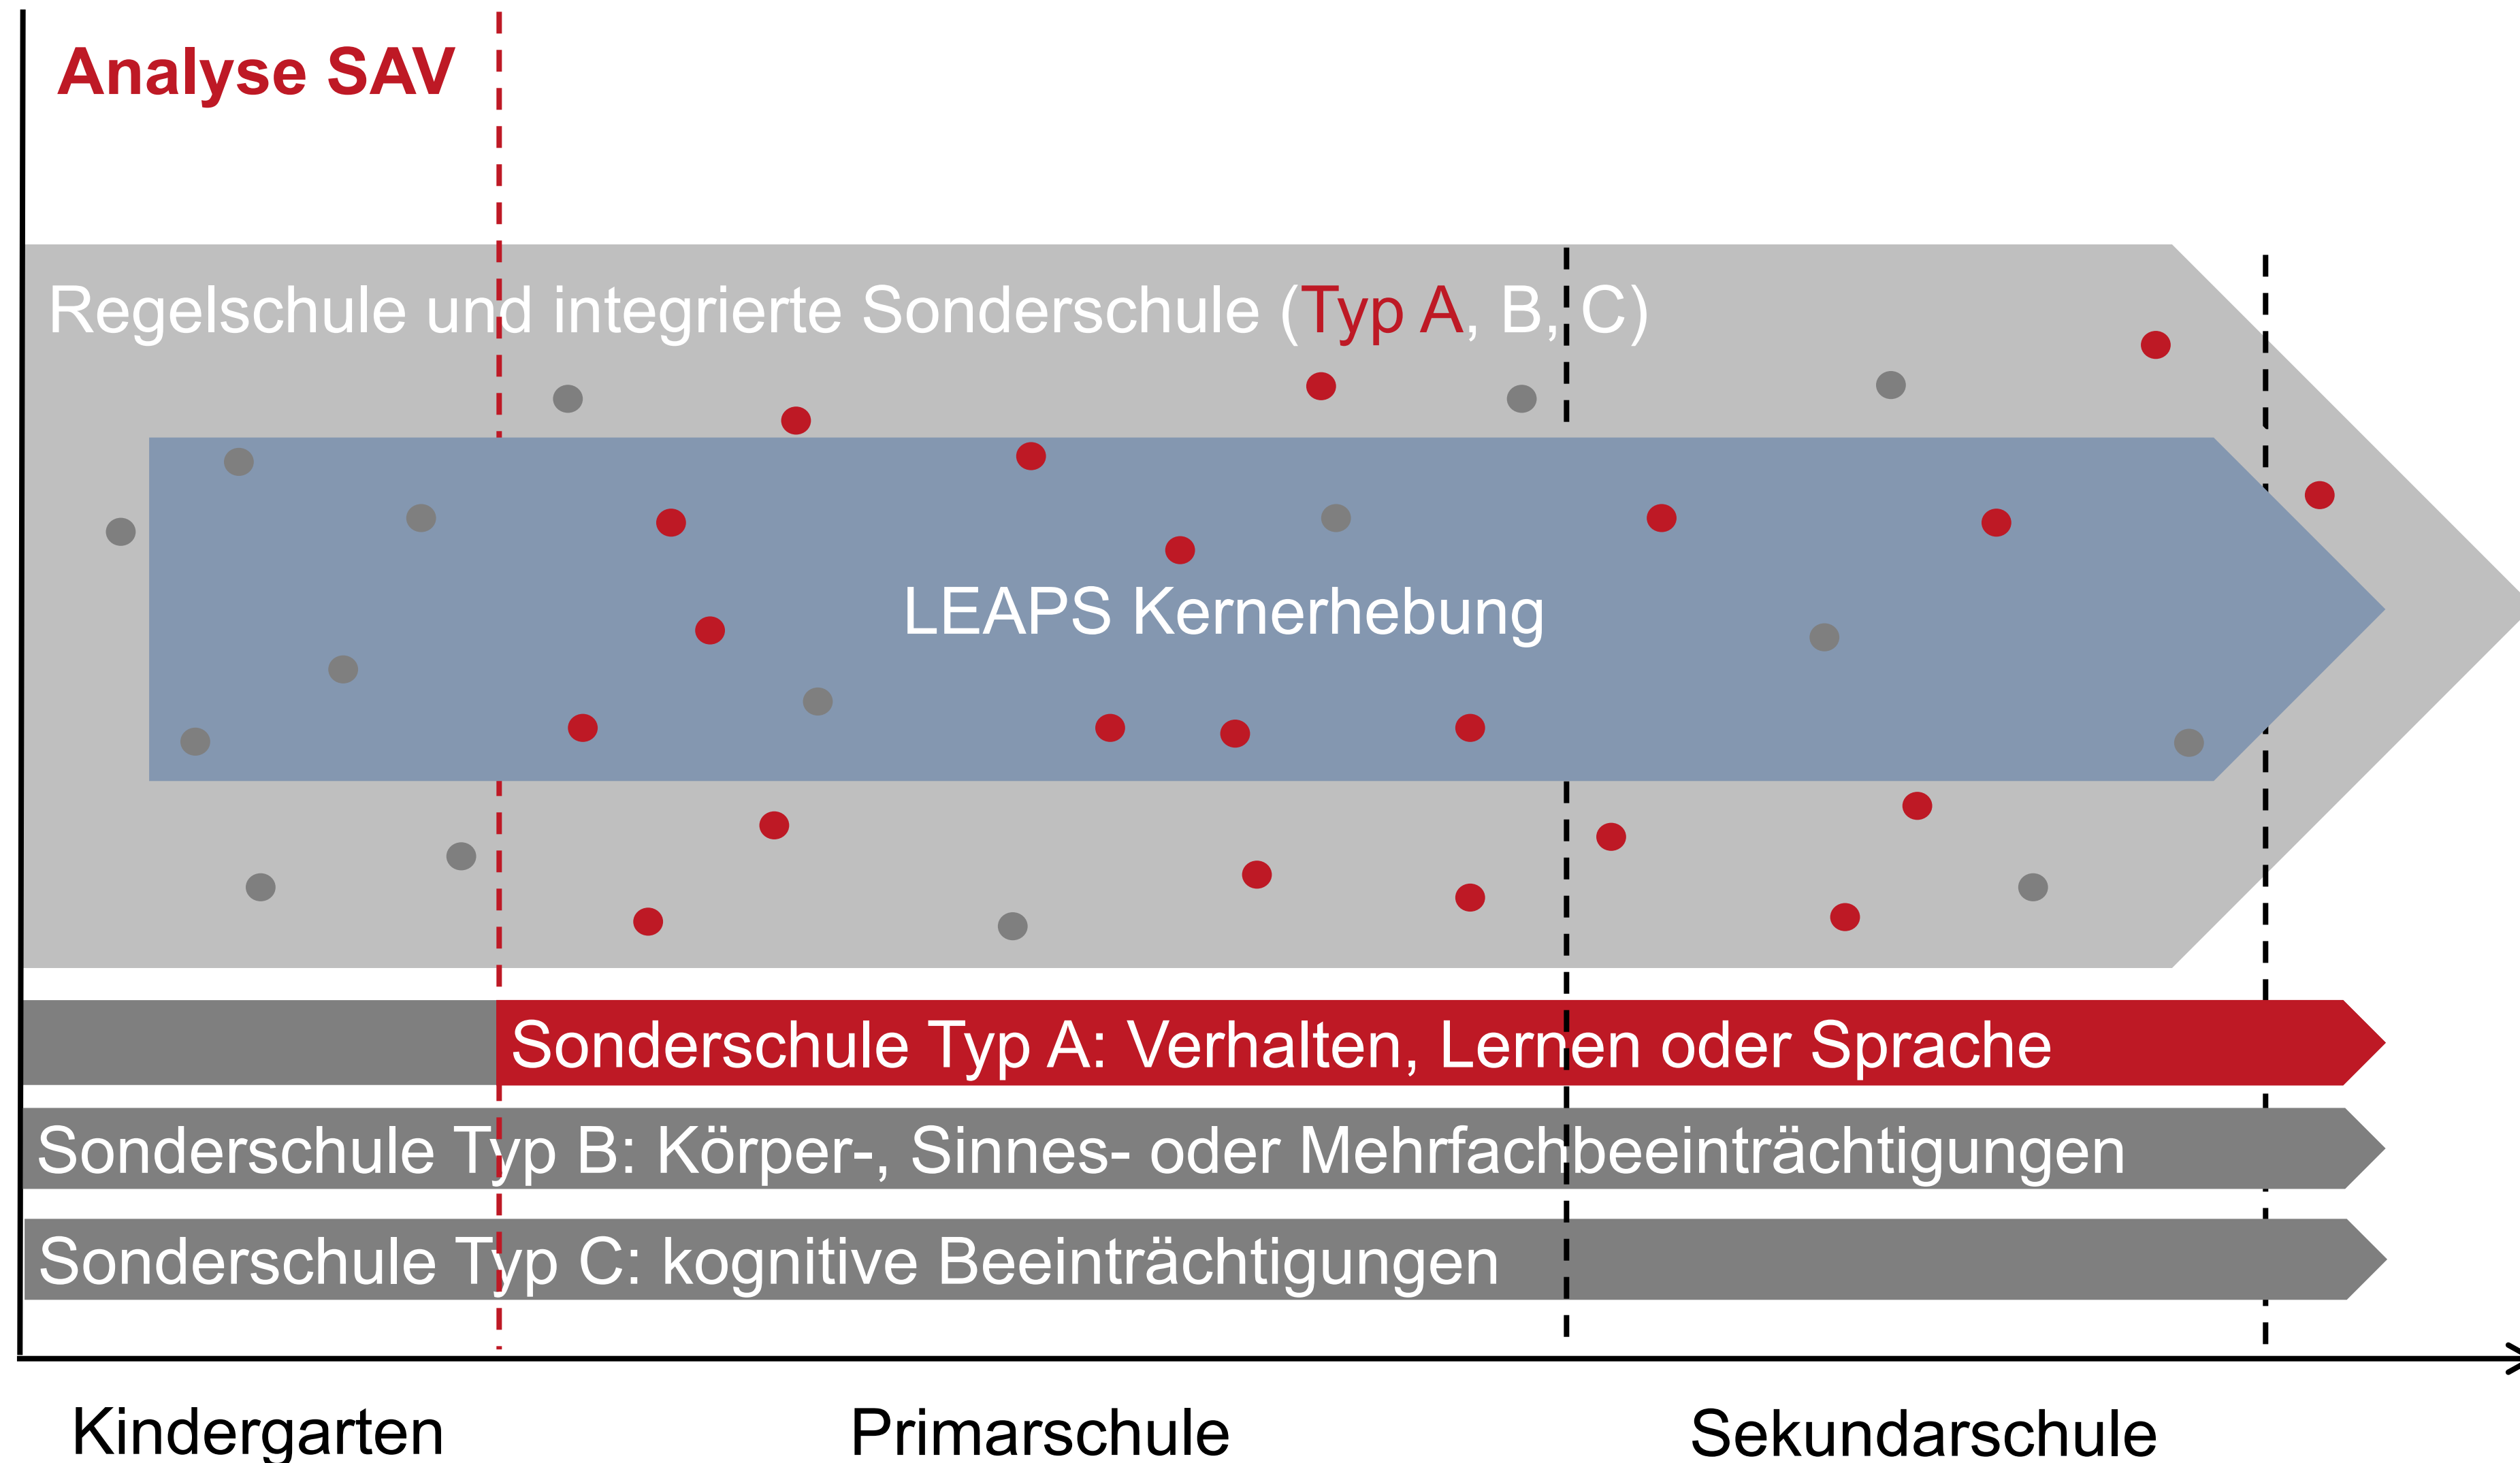 Analyse SAV
Regelschule und integrierte Sonderschule (Typ A, B, C)
LEAPS Kernerhebung
Sonderschule Typ A: Verhalten, Lernen oder Sprache
Sonderschule Typ B: Körper-, Sinnes- oder Mehrfachbeeinträchtigungen
Sonderschule Typ C: kognitive Beeinträchtigungen
Kindergarten Primarschule Sekundarschule